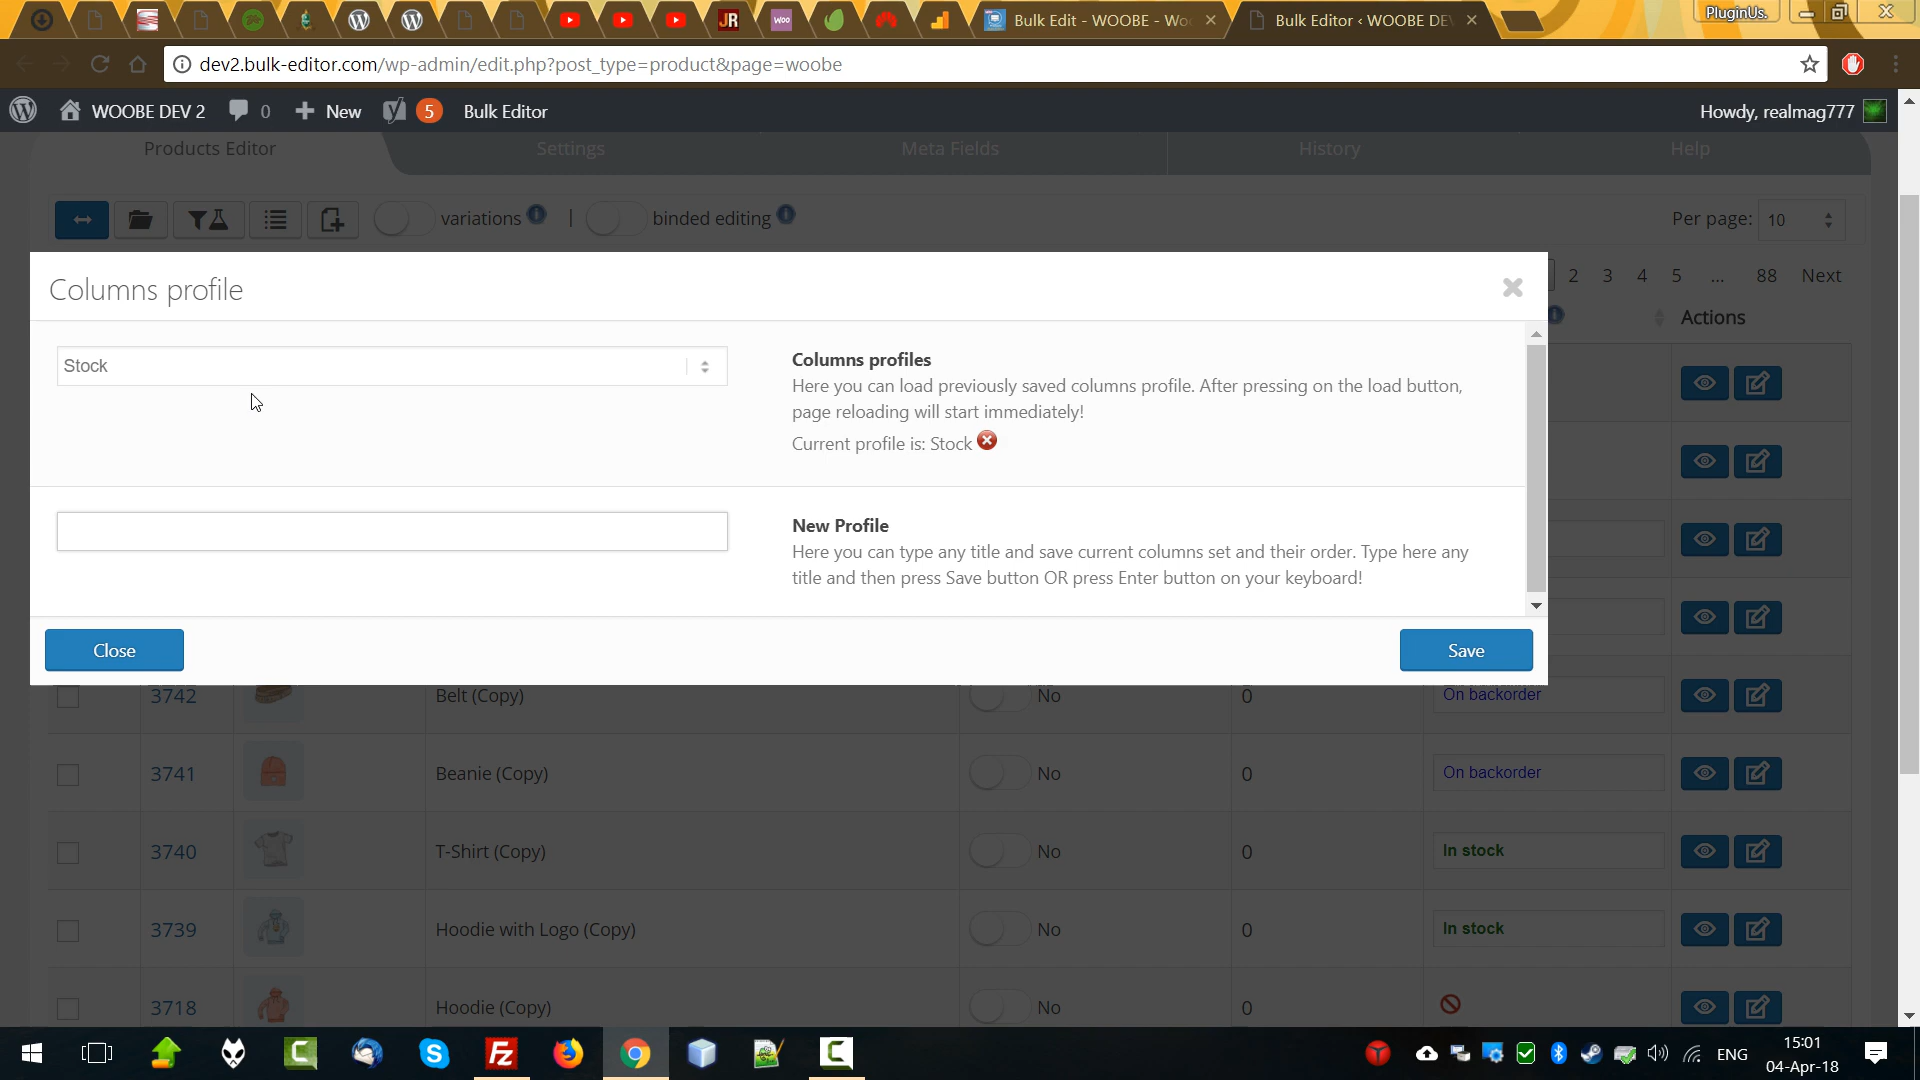 JR
WOO
Bulk Edit - WOOBE - Wo
Bulk Editor ‹ WOOBE DE
PluginUs.
dev2.bulk-editor.com/wp-admin/edit.php?post_type=product&page=woobe
WOOBE DEV 2
0
New
5
Bulk Editor
Howdy, realmag777
Products Editor
Settings
Meta Fields
History
Help
variations
|
binded editing
Per page:
10
Columns profile
2 3 4 5 ... 88 Next
Actions
Stock
Columns profiles
Here you can load previously saved columns profile. After pressing on the load button,
page reloading will start immediately!
Current profile is: Stock
New Profile
Here you can type any title and save current columns set and their order. Type here any
title and then press Save button OR press Enter button on your keyboard!
Close
Save
3742
Belt (Copy)
No
0
On backorder
3741
Beanie (Copy)
No
0
On backorder
3740
T-Shirt (Copy)
No
0
In stock
3739
Hoodie with Logo (Copy)
No
0
In stock
3718
Hoodie (Copy)
No
0
Fz
ENG
15:01
04-Apr-18